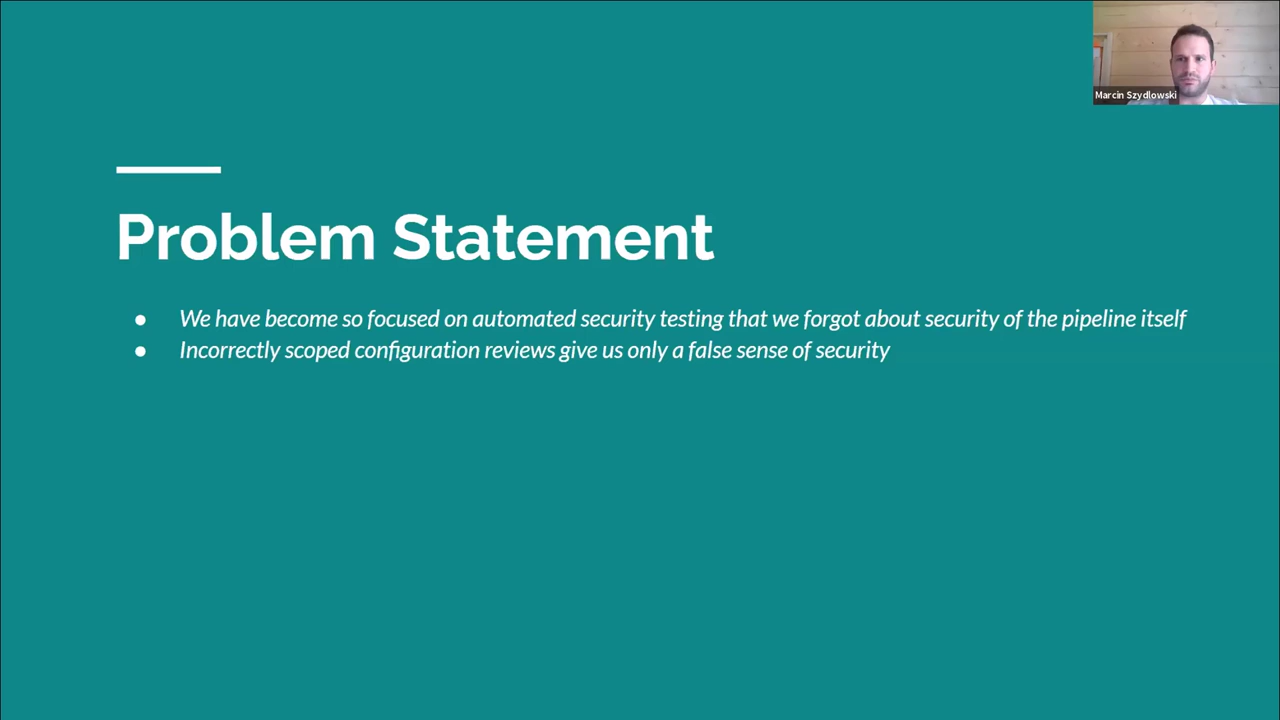 Marcin Szydlowski
Problem Statement
● We have become so focused on automated security testing that we forgot about security of the pipeline itself
● Incorrectly scoped configuration reviews give us only a false sense of security